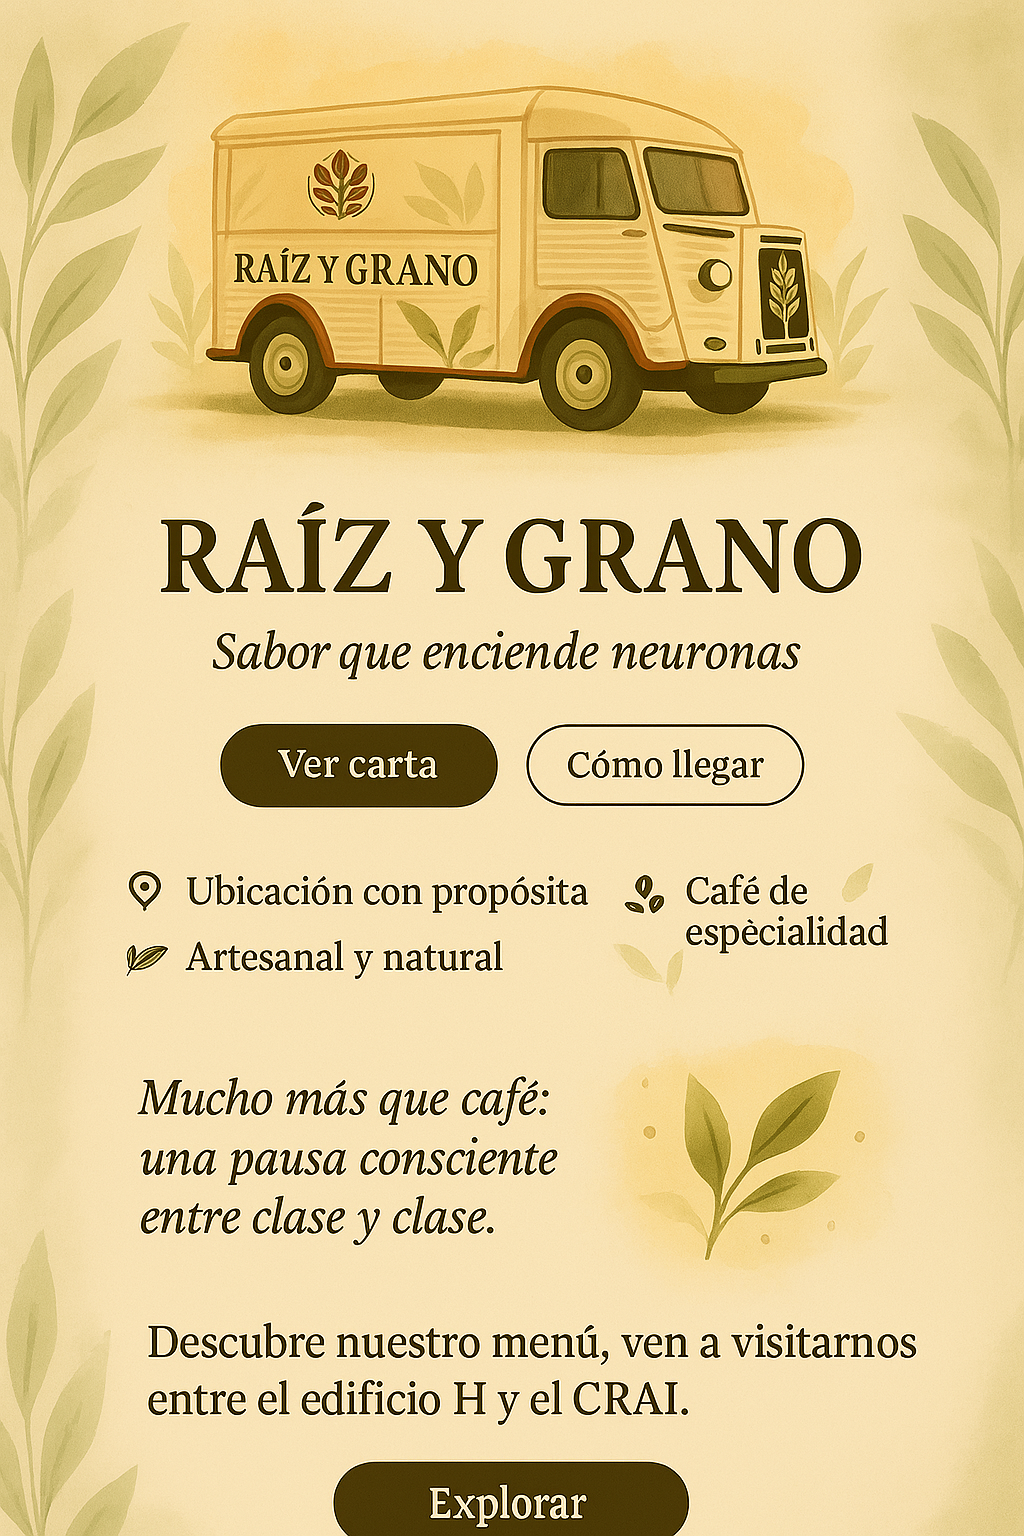 RAÍZ Y GRANO
RAÍZ Y GRANO
Sabor que enciende neuronas
Ver carta
Cómo llegar
Ubicación con propósita
Café de
espècialidad
Artesanal y natural
Mucho más que café:
una pausa consciente
entre clase y clase.
Descubre nuestro menú, ven a visitarnos
entre el edificio H y el CRAI.
Explorar